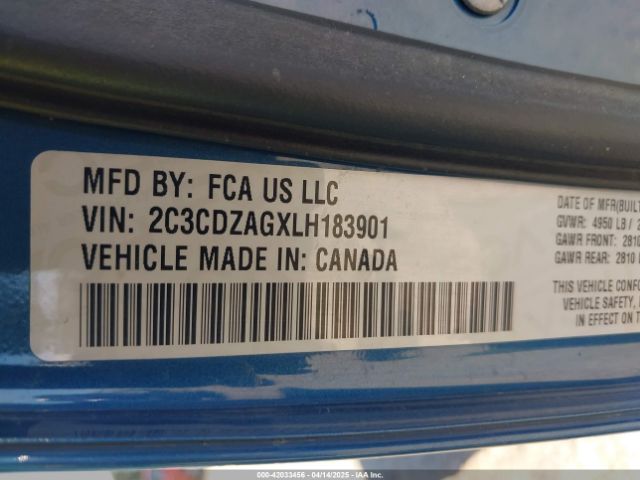 MFD BY: FCA US LLC
VIN: 2C3CDZAGXLH183901
VEHICLE MADE IN: CANADA
DATE OF MFR(BUILT
GVWR: 4950 LB/ 2
GAWR FRONT: 2810
GAWR REAR: 2810
THIS VEHICLE CONFO
VEHICLE SAFETY,
IN EFFECT ON T
000-42033456 - 04/14/2025 - IAA Inc.